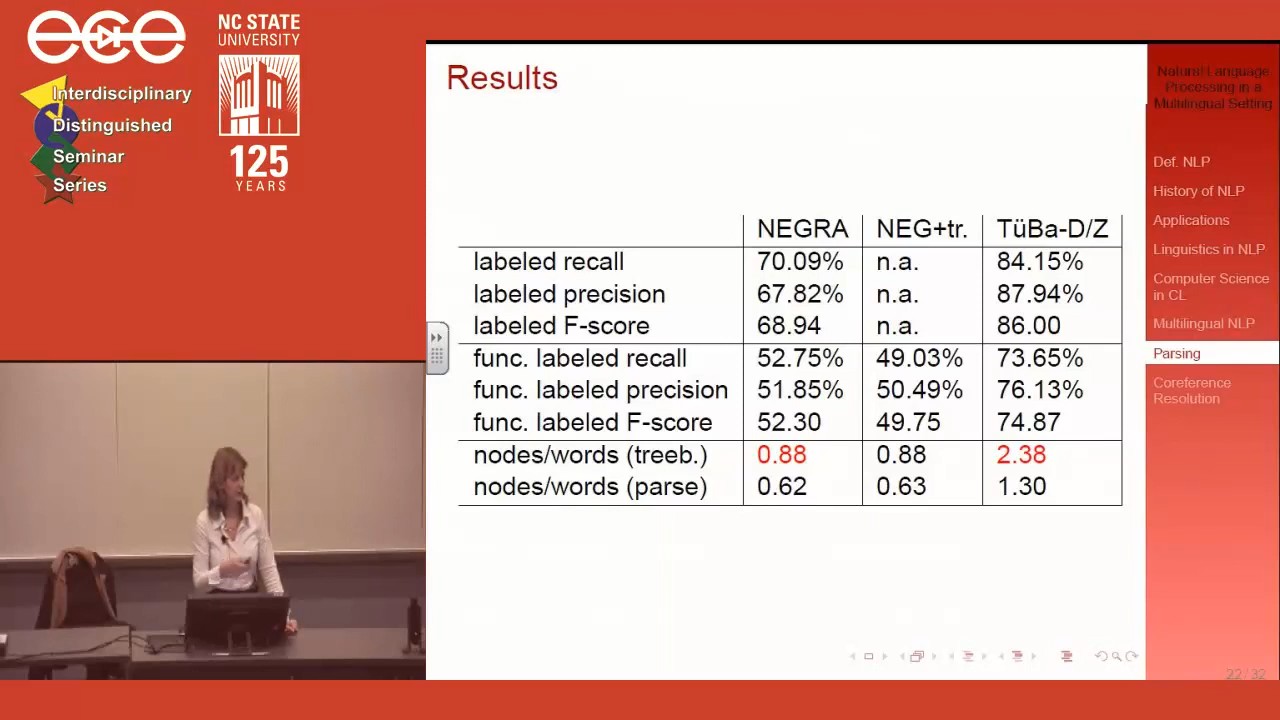 ece
Interdisciplinary
Distinguished
Seminar
Series
NC STATE
UNIVERSITY
125
YEARS
Results
NEGRA NEG+tr. TüBa-D/Z
labeled recall 70.09% n.a. 84.15%
labeled precision 67.82% n.a. 87.94%
labeled F-score 68.94 n.a. 86.00
func. labeled recall 52.75% 49.03% 73.65%
func. labeled precision 51.85% 50.49% 76.13%
func. labeled F-score 52.30 49.75 74.87
nodes/words (treeb.) 0.88 0.88 2.38
nodes/words (parse) 0.62 0.63 1.30
Natural Language
Processing in a
Multilingual Setting
Def. NLP
History of NLP
Applications
Linguistics in NLP
Computer Science
in CL
Multilingual NLP
Parsing
Coreference
Resolution
22 / 32